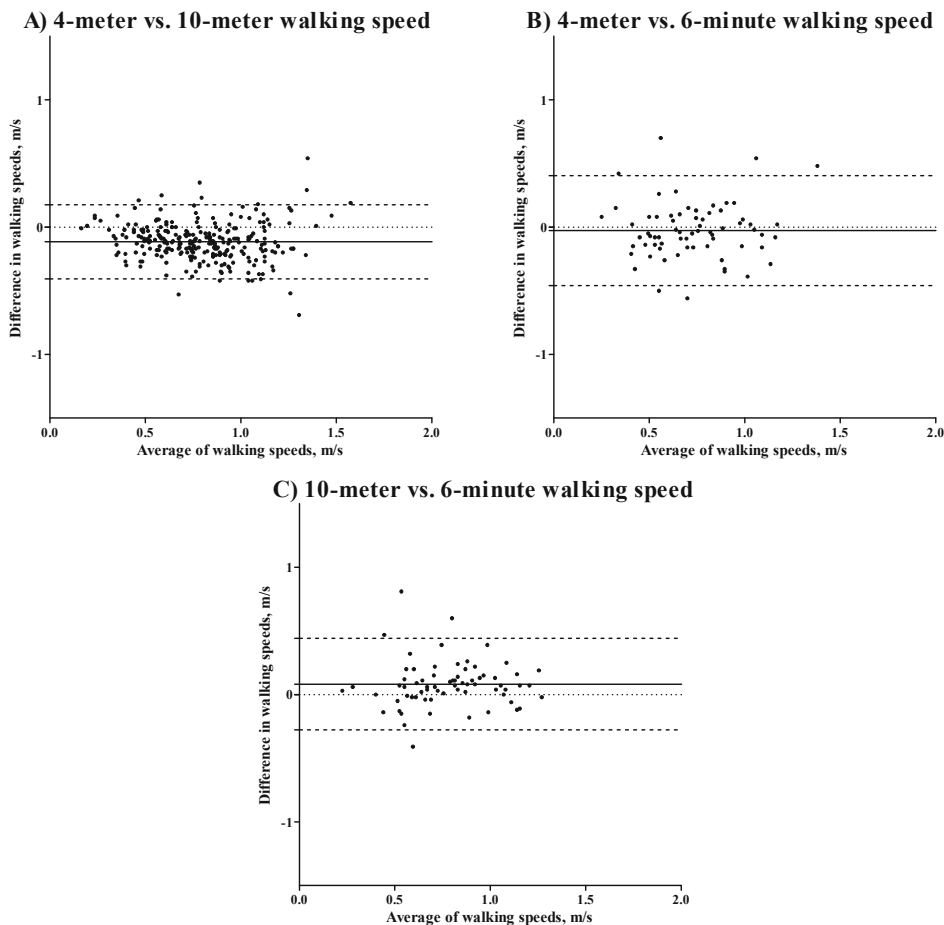 A) 4-meter vs. 10-meter walking speed
Difference in walking speeds, m/s
1
0
-1
0.0 0.5 1.0 1.5 2.0
Average of walking speeds, m/s
B) 4-meter vs. 6-minute walking speed
Difference in walking speeds, m/s
1
0
-1
0.0 0.5 1.0 1.5 2.0
Average of walking speeds, m/s
C) 10-meter vs. 6-minute walking speed
Difference in walking speeds, m/s
1
0
-1
0.0 0.5 1.0 1.5 2.0
Average of walking speeds, m/s